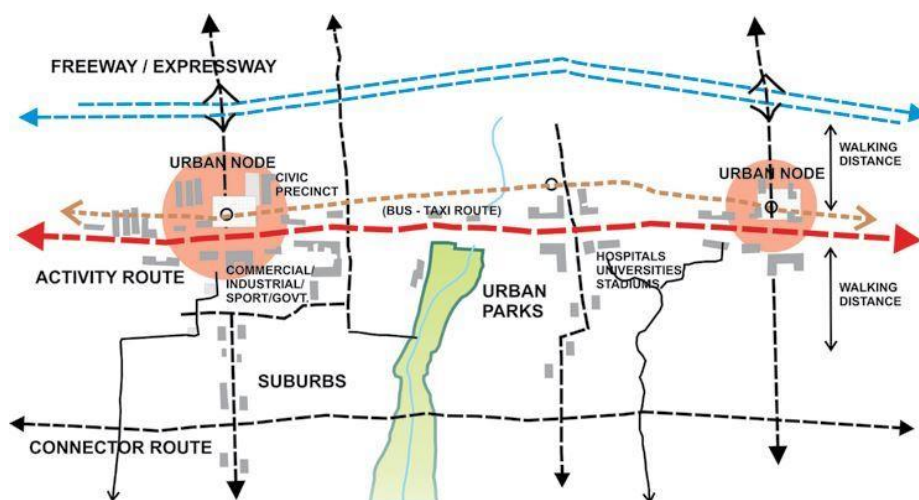 FREEWAY / EXPRESSWAY
URBAN NODE
CIVIC
PRECINCT
URBAN NODE
WALKING
DISTANCE
(BUS - TAXI ROUTE)
ACTIVITY ROUTE
COMMERCIAL/
INDUSTRIAL/
SPORT/GOVT.
URBAN
PARKS
HOSPITALS
UNIVERSITIES
STADIUMS
WALKING
DISTANCE
SUBURBS
CONNECTOR ROUTE